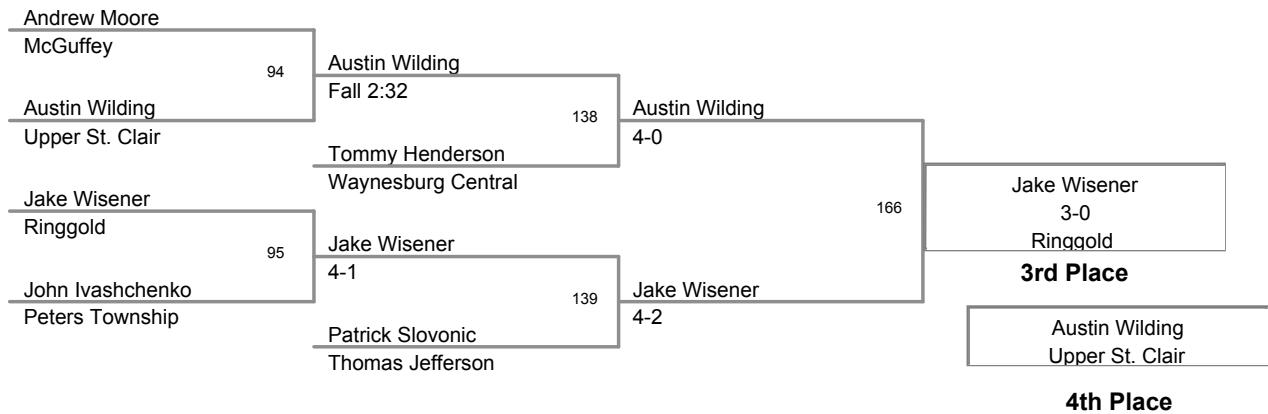 Andrew Moore
McGuffey
94
Austin Wilding
Upper St. Clair
Jake Wisener
Ringgold
95
John Ivashchenko
Peters Township
Austin Wilding
Fall 2:32
138
Tommy Henderson
Waynesburg Central
Jake Wisener
4-1
139
Patrick Slovonic
Thomas Jefferson
Austin Wilding
4-0
166
Jake Wisener
4-2
Jake Wisener
3-0
Ringgold
3rd Place
Austin Wilding
Upper St. Clair
4th Place